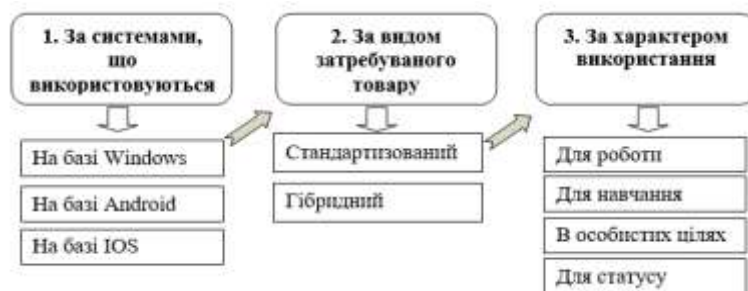 1. За системами,
що
використовуються
На базі Windows
На базі Android
На базі IOS
2. За видом
затребуваного
товару
Стандартизований
Гібридний
3. За характером
використання
Для роботи
Для навчання
В особистих цілях
Для статусу